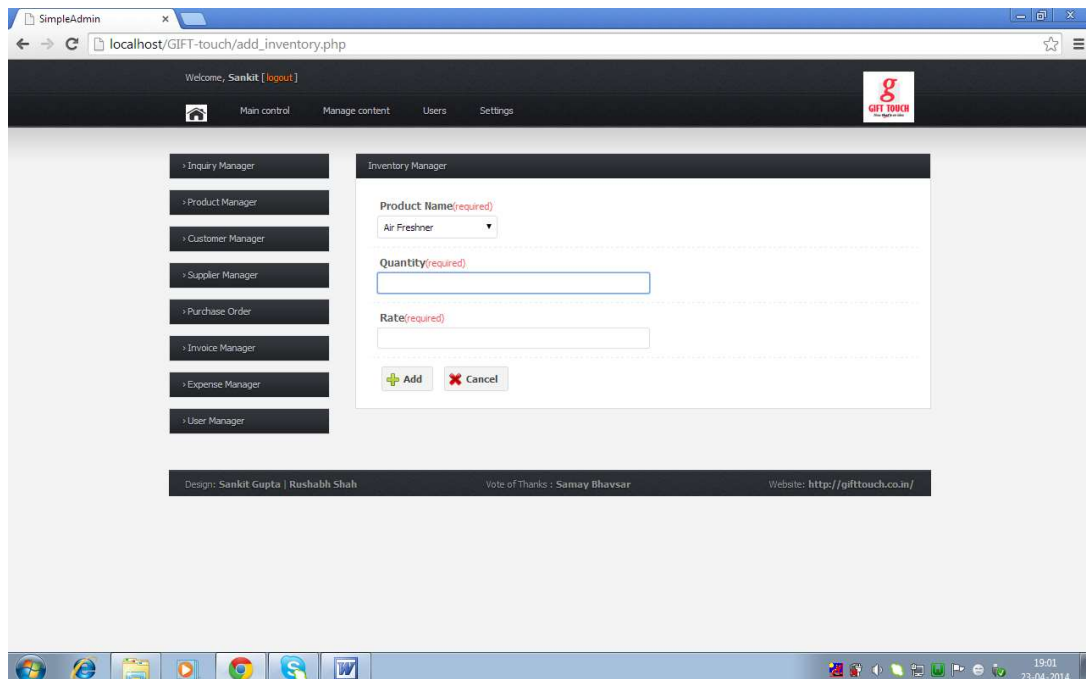 SimpleAdmin
localhost/GIFT-touch/add_inventory.php
Welcome, Sankit [ logout ]
Main control Manage content Users Settings
g
GIFT TOUCH
› Inquiry Manager
› Product Manager
› Customer Manager
› Supplier Manager
› Purchase Order
› Invoice Manager
› Expense Manager
› User Manager
Inventory Manager
Product Name(required)
Air Freshner
Quantity(required)
Rate(required)
Add Cancel
Design: Sankit Gupta | Rushabh Shah Vote of Thanks : Samay Bhavsar Website: http://gifttouch.co.in/
19:01
23-04-2014